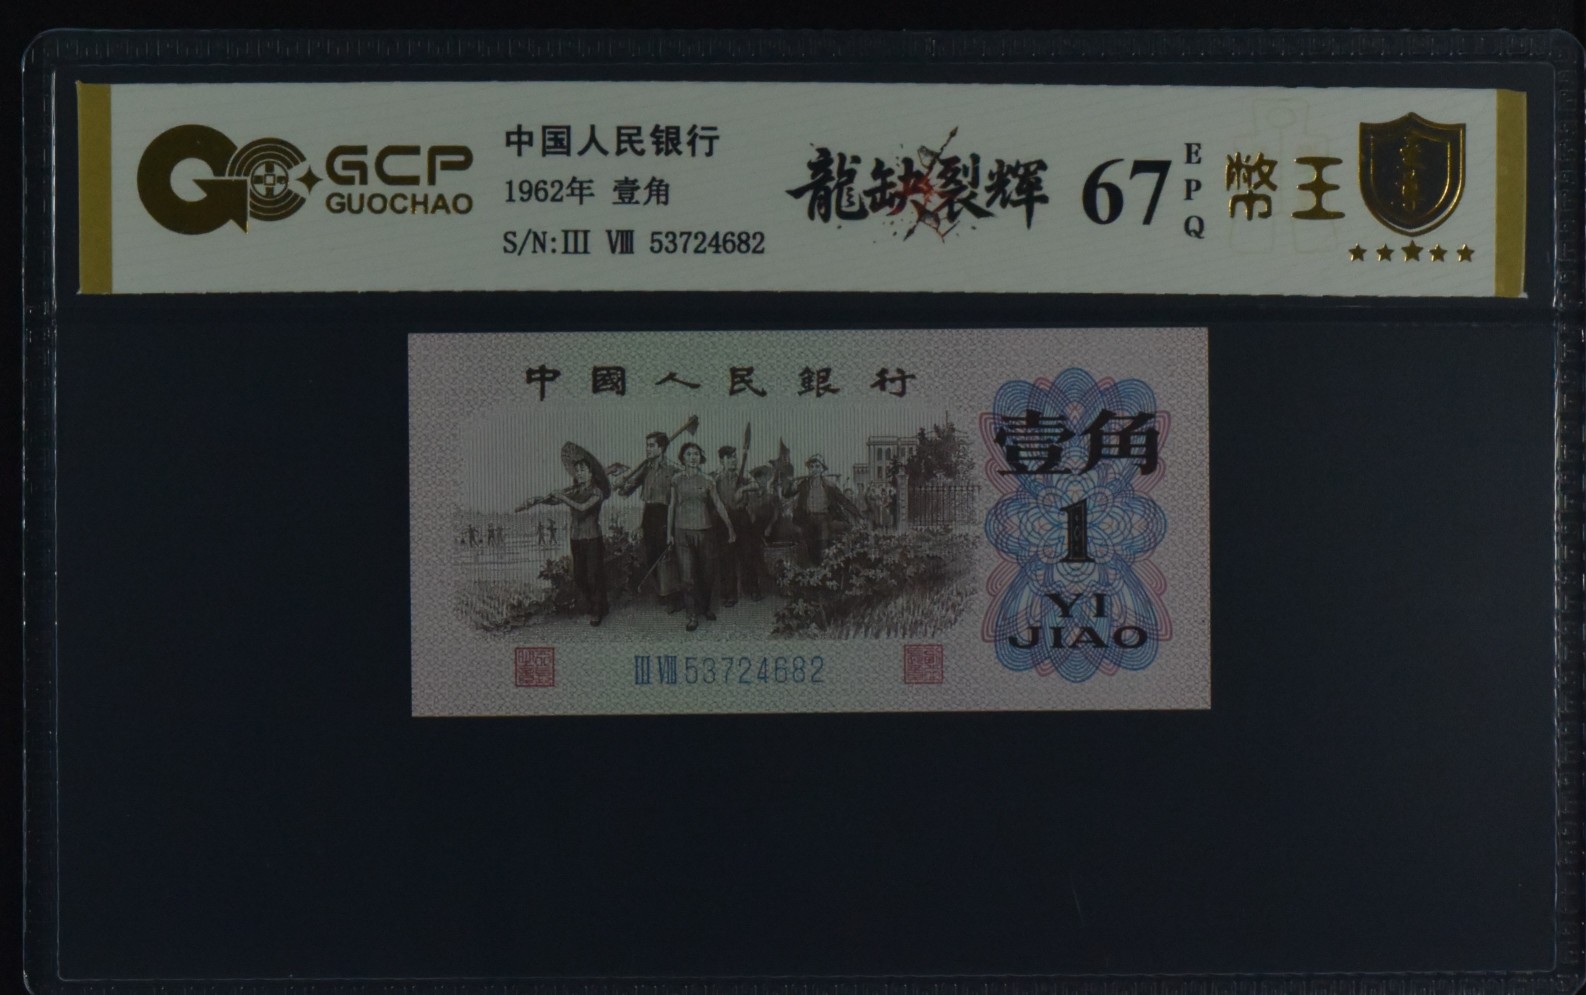 GCP
GUOCHAO
中国人民银行
1962年 壹角
S/N:III VIII 53724682
龍缺裂輝
67
EPQ
幣王
中國人民銀行
壹角
1
YI
JIAO
III VIII 53724682